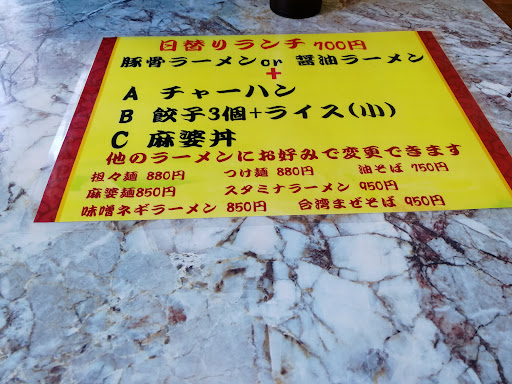 日替りランチ 700円
豚骨ラーメンor 醤油ラーメン
+
A チャーハン
B 餃子3個+ライス(小)
C 麻婆丼
他のラーメンにお好みで変更できます
担々麺 880円 つけ麺 880円 油そば 750円
麻婆麺850円 スタミナラーメン 950円
味噌ネギラーメン 850円 台湾まぜそば 950円